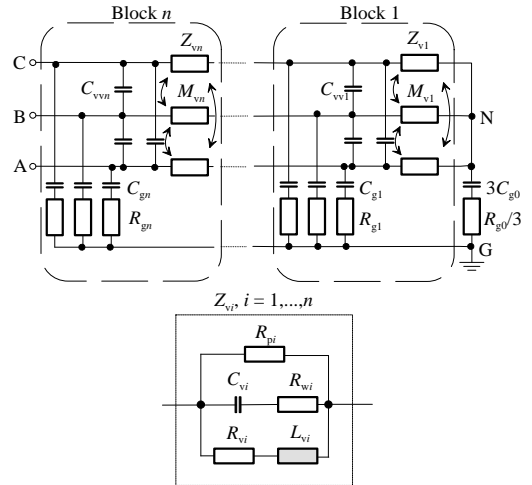 Block n Block 1
C Z_vn Z_v1
C_vvn C_vv1
B M_vn M_v1 N
A
C_gn C_g1 3C_g0
R_gn R_g1 R_g0/3
G
Z_vi, i = 1,...,n
R_pi
C_vi R_wi
R_vi L_vi